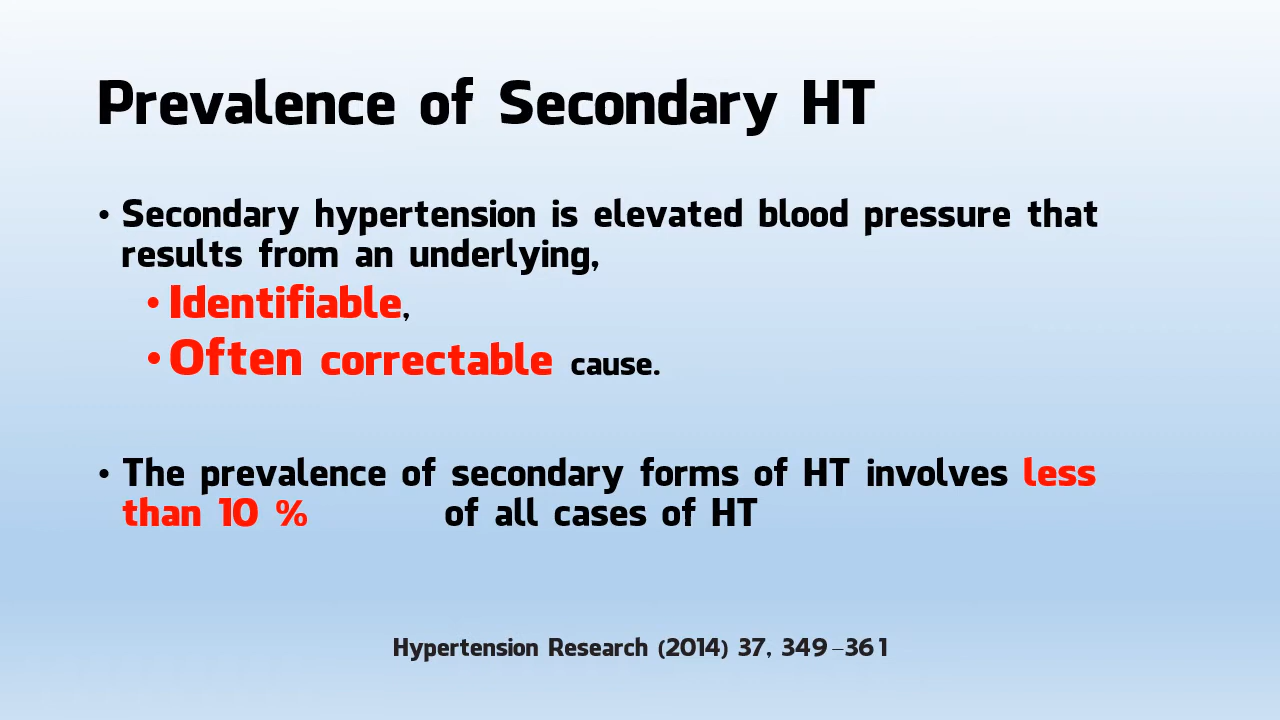 Prevalence of Secondary HT
• Secondary hypertension is elevated blood pressure that
results from an underlying,
• Identifiable,
• Often correctable cause.
• The prevalence of secondary forms of HT involves less
than 10 % of all cases of HT
Hypertension Research (2014) 37, 349–361